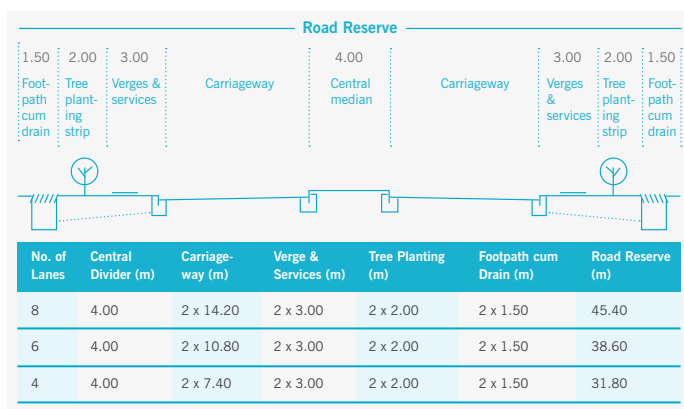 Road Reserve
1.50 2.00 3.00 4.00 3.00 2.00 1.50
Foot-
path
cum
drain
Tree
plant-
ing
strip
Verges &
services
Carriageway
Central
median
Carriageway
Verges
&
services
Tree
plant-
ing
strip
Foot-
path
cum
drain
No. of
Lanes
Central
Divider (m)
Carriage-
way (m)
Verge &
Services (m)
Tree Planting
(m)
Footpath cum
Drain (m)
Road Reserve
(m)
8 4.00 2 x 14.20 2 x 3.00 2 x 2.00 2 x 1.50 45.40
6 4.00 2 x 10.80 2 x 3.00 2 x 2.00 2 x 1.50 38.60
4 4.00 2 x 7.40 2 x 3.00 2 x 2.00 2 x 1.50 31.80